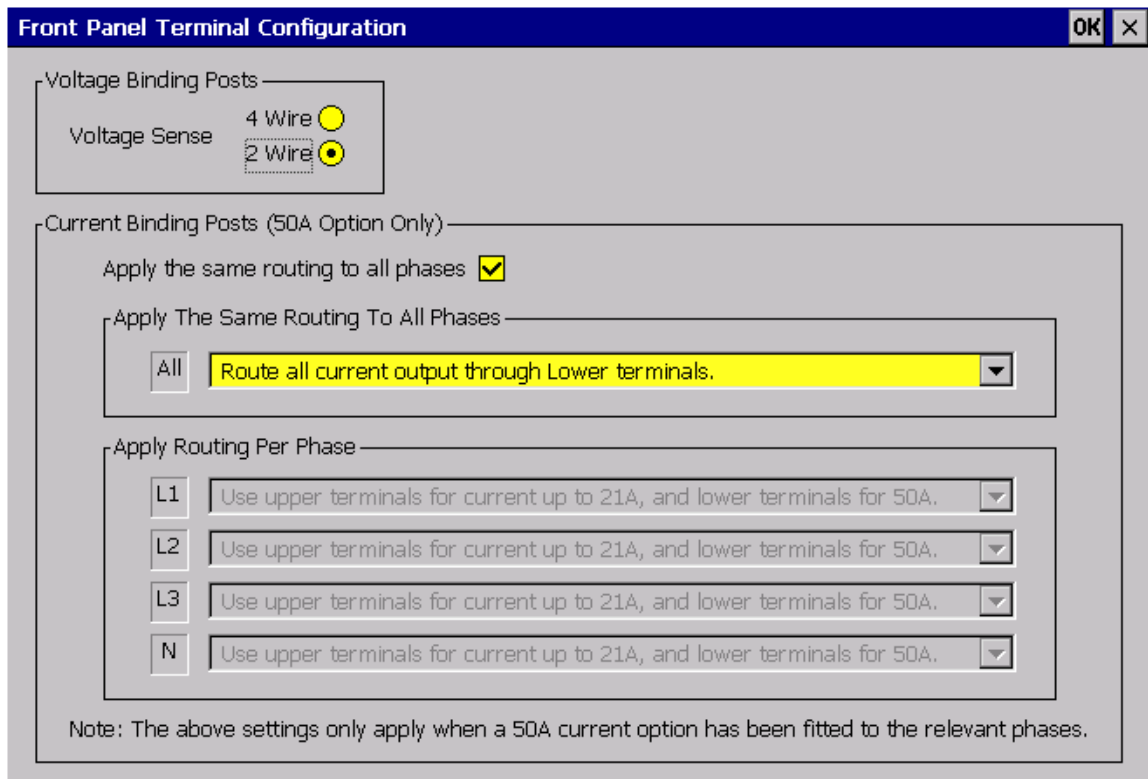 Front Panel Terminal Configuration OK
Voltage Binding Posts
4 Wire
Voltage Sense
2 Wire
Current Binding Posts (50A Option Only)
Apply the same routing to all phases
Apply The Same Routing To All Phases
All Route all current output through Lower terminals.
Apply Routing Per Phase
L1 Use upper terminals for current up to 21A, and lower terminals for 50A.
L2 Use upper terminals for current up to 21A, and lower terminals for 50A.
L3 Use upper terminals for current up to 21A, and lower terminals for 50A.
N Use upper terminals for current up to 21A, and lower terminals for 50A.
Note: The above settings only apply when a 50A current option has been fitted to the relevant phases.